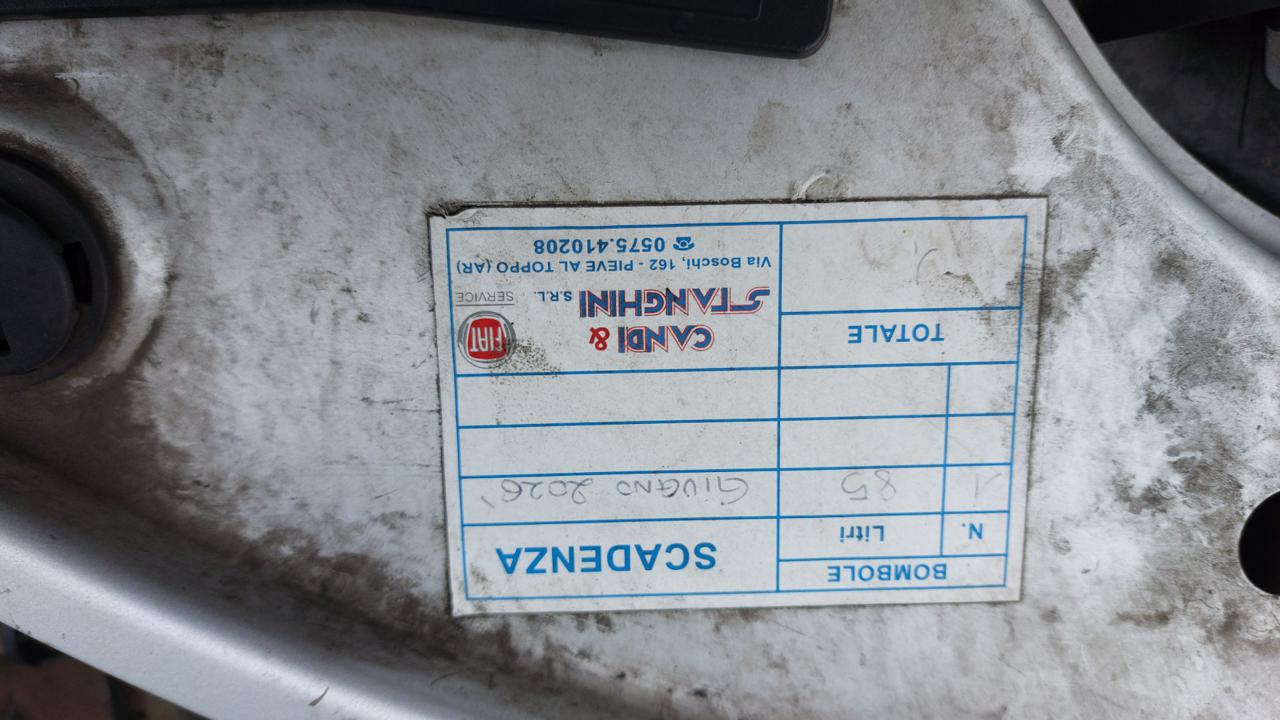 BOMBOLE
SCADENZA
N. Litri
1 85 GIUGNO 2026
TOTALE
CANDI &
STANGHINI S.R.L.
FIAT
SERVICE
Via Boschi, 162 - PIEVE AL TOPPO (AR)
☎ 0575.410208